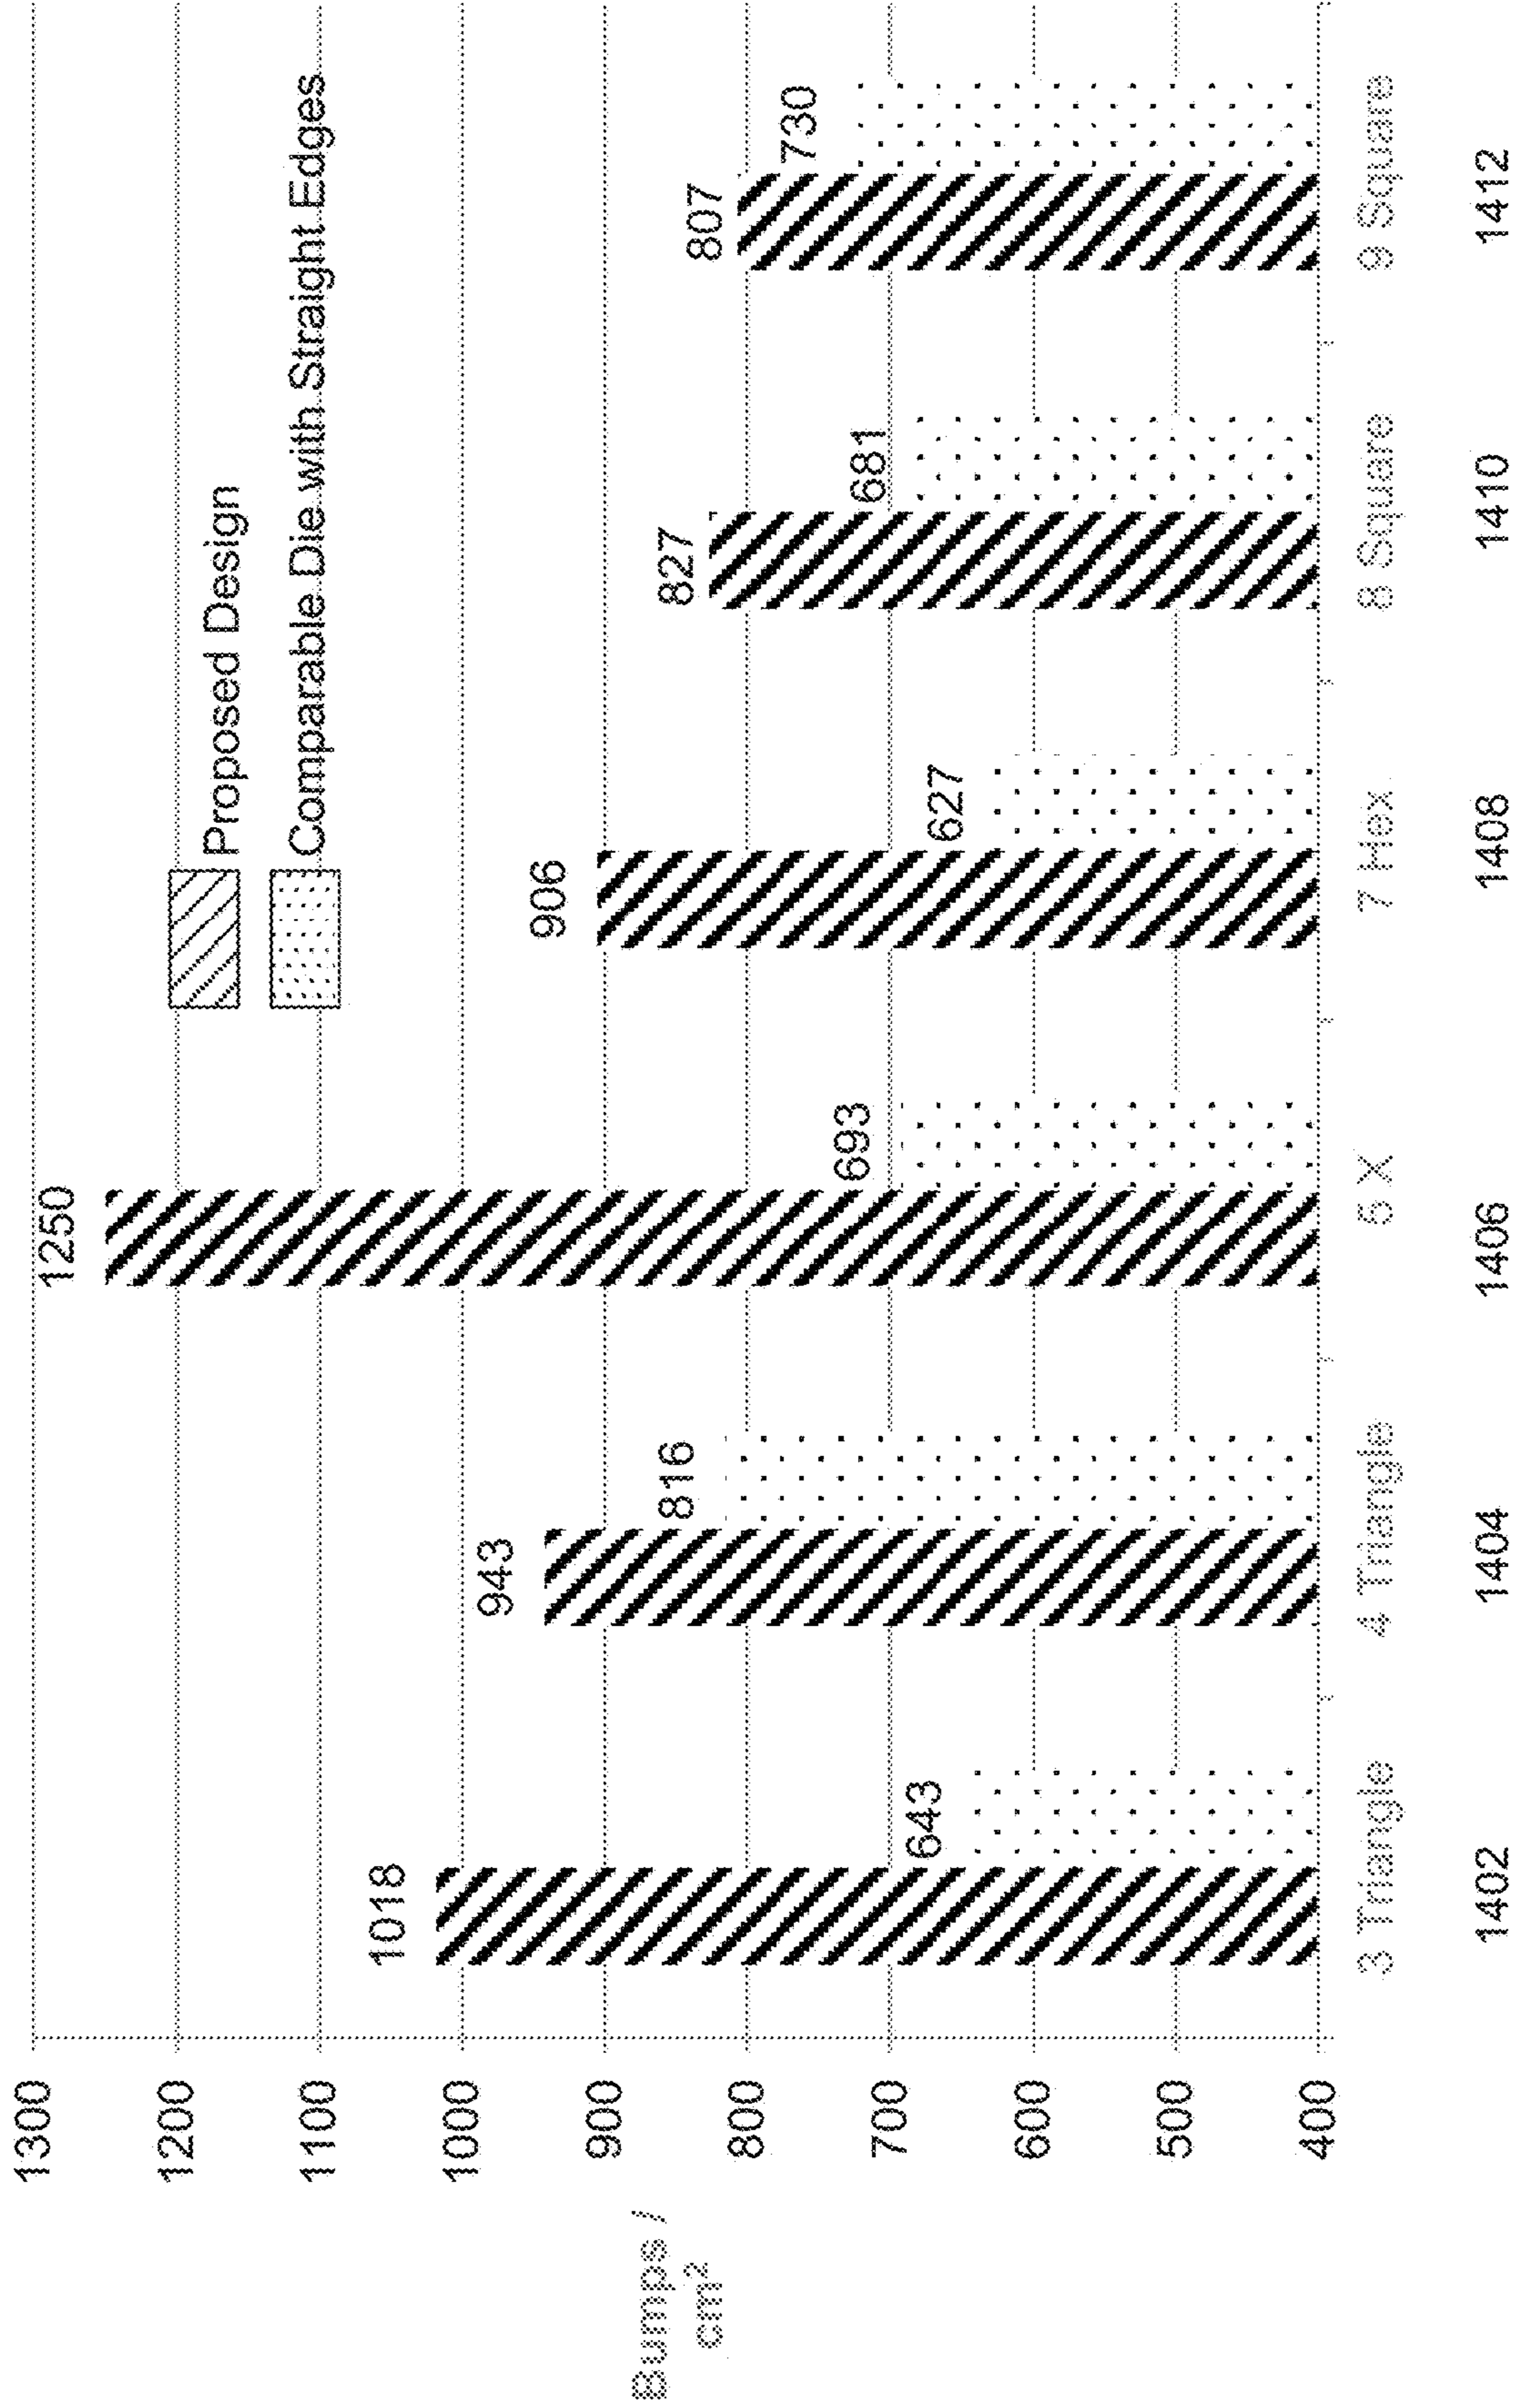 1300
1200
1100
1000
900
800
700
600
500
400
Bumps /
cm²
Proposed Design
Comparable Die with Straight Edges
1018
643
943
816
1250
693
906
627
827
681
807
730
3 Triangle
4 Triangle
5 X
7 Hex
8 Square
9 Square
1402
1404
1406
1408
1410
1412